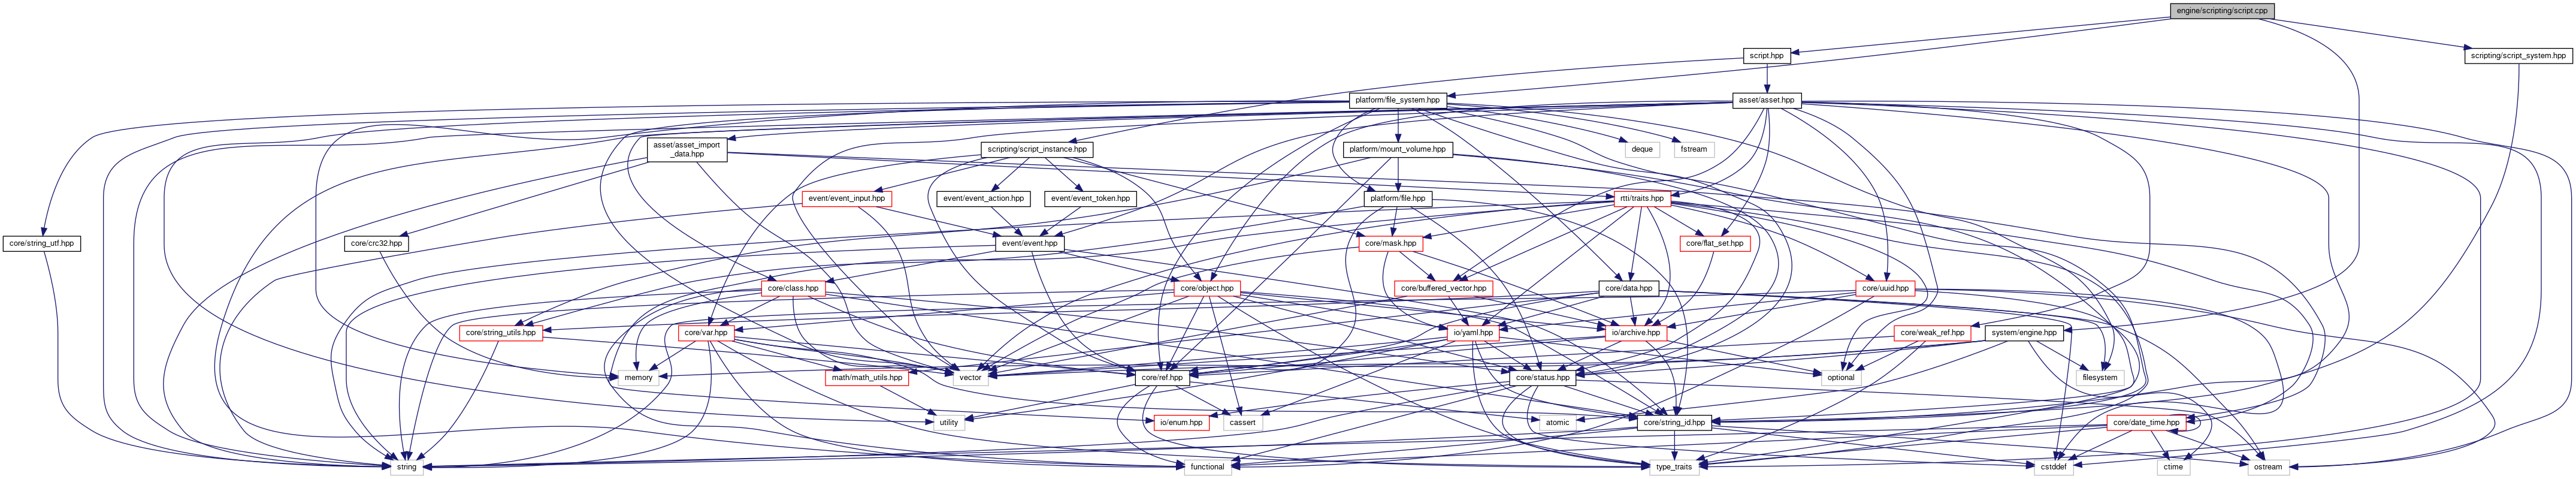 engine/scripting/script.cpp
script.hpp
scripting/script_system.hpp
platform/file_system.hpp
asset/asset.hpp
asset/asset_import
_data.hpp
scripting/script_instance.hpp
platform/mount_volume.hpp
deque
fstream
event/event_input.hpp
event/event_action.hpp
event/event_token.hpp
platform/file.hpp
rtti/traits.hpp
core/string_utf.hpp
core/crc32.hpp
event/event.hpp
core/mask.hpp
core/flat_set.hpp
core/class.hpp
core/object.hpp
core/buffered_vector.hpp
core/data.hpp
core/uuid.hpp
core/string_utils.hpp
core/var.hpp
io/yaml.hpp
io/archive.hpp
core/weak_ref.hpp
system/engine.hpp
memory
math/math_utils.hpp
vector
core/ref.hpp
core/status.hpp
optional
filesystem
utility
io/enum.hpp
cassert
atomic
core/string_id.hpp
core/date_time.hpp
string
functional
type_traits
cstddef
ctime
ostream